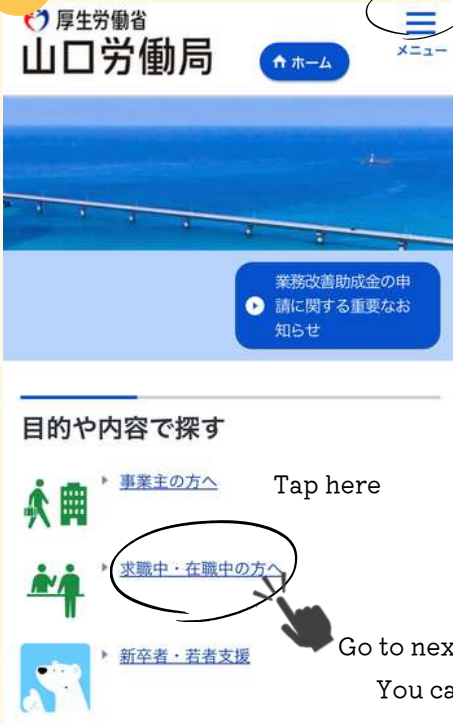 厚生労働省
山口労働局
ホーム
メニュー
業務改善助成金の申
請に関する重要なお
知らせ
目的や内容で探す
事業主の方へ
Tap here
求職中・在職中の方へ
新卒者・若者支援
Go to nex
You ca